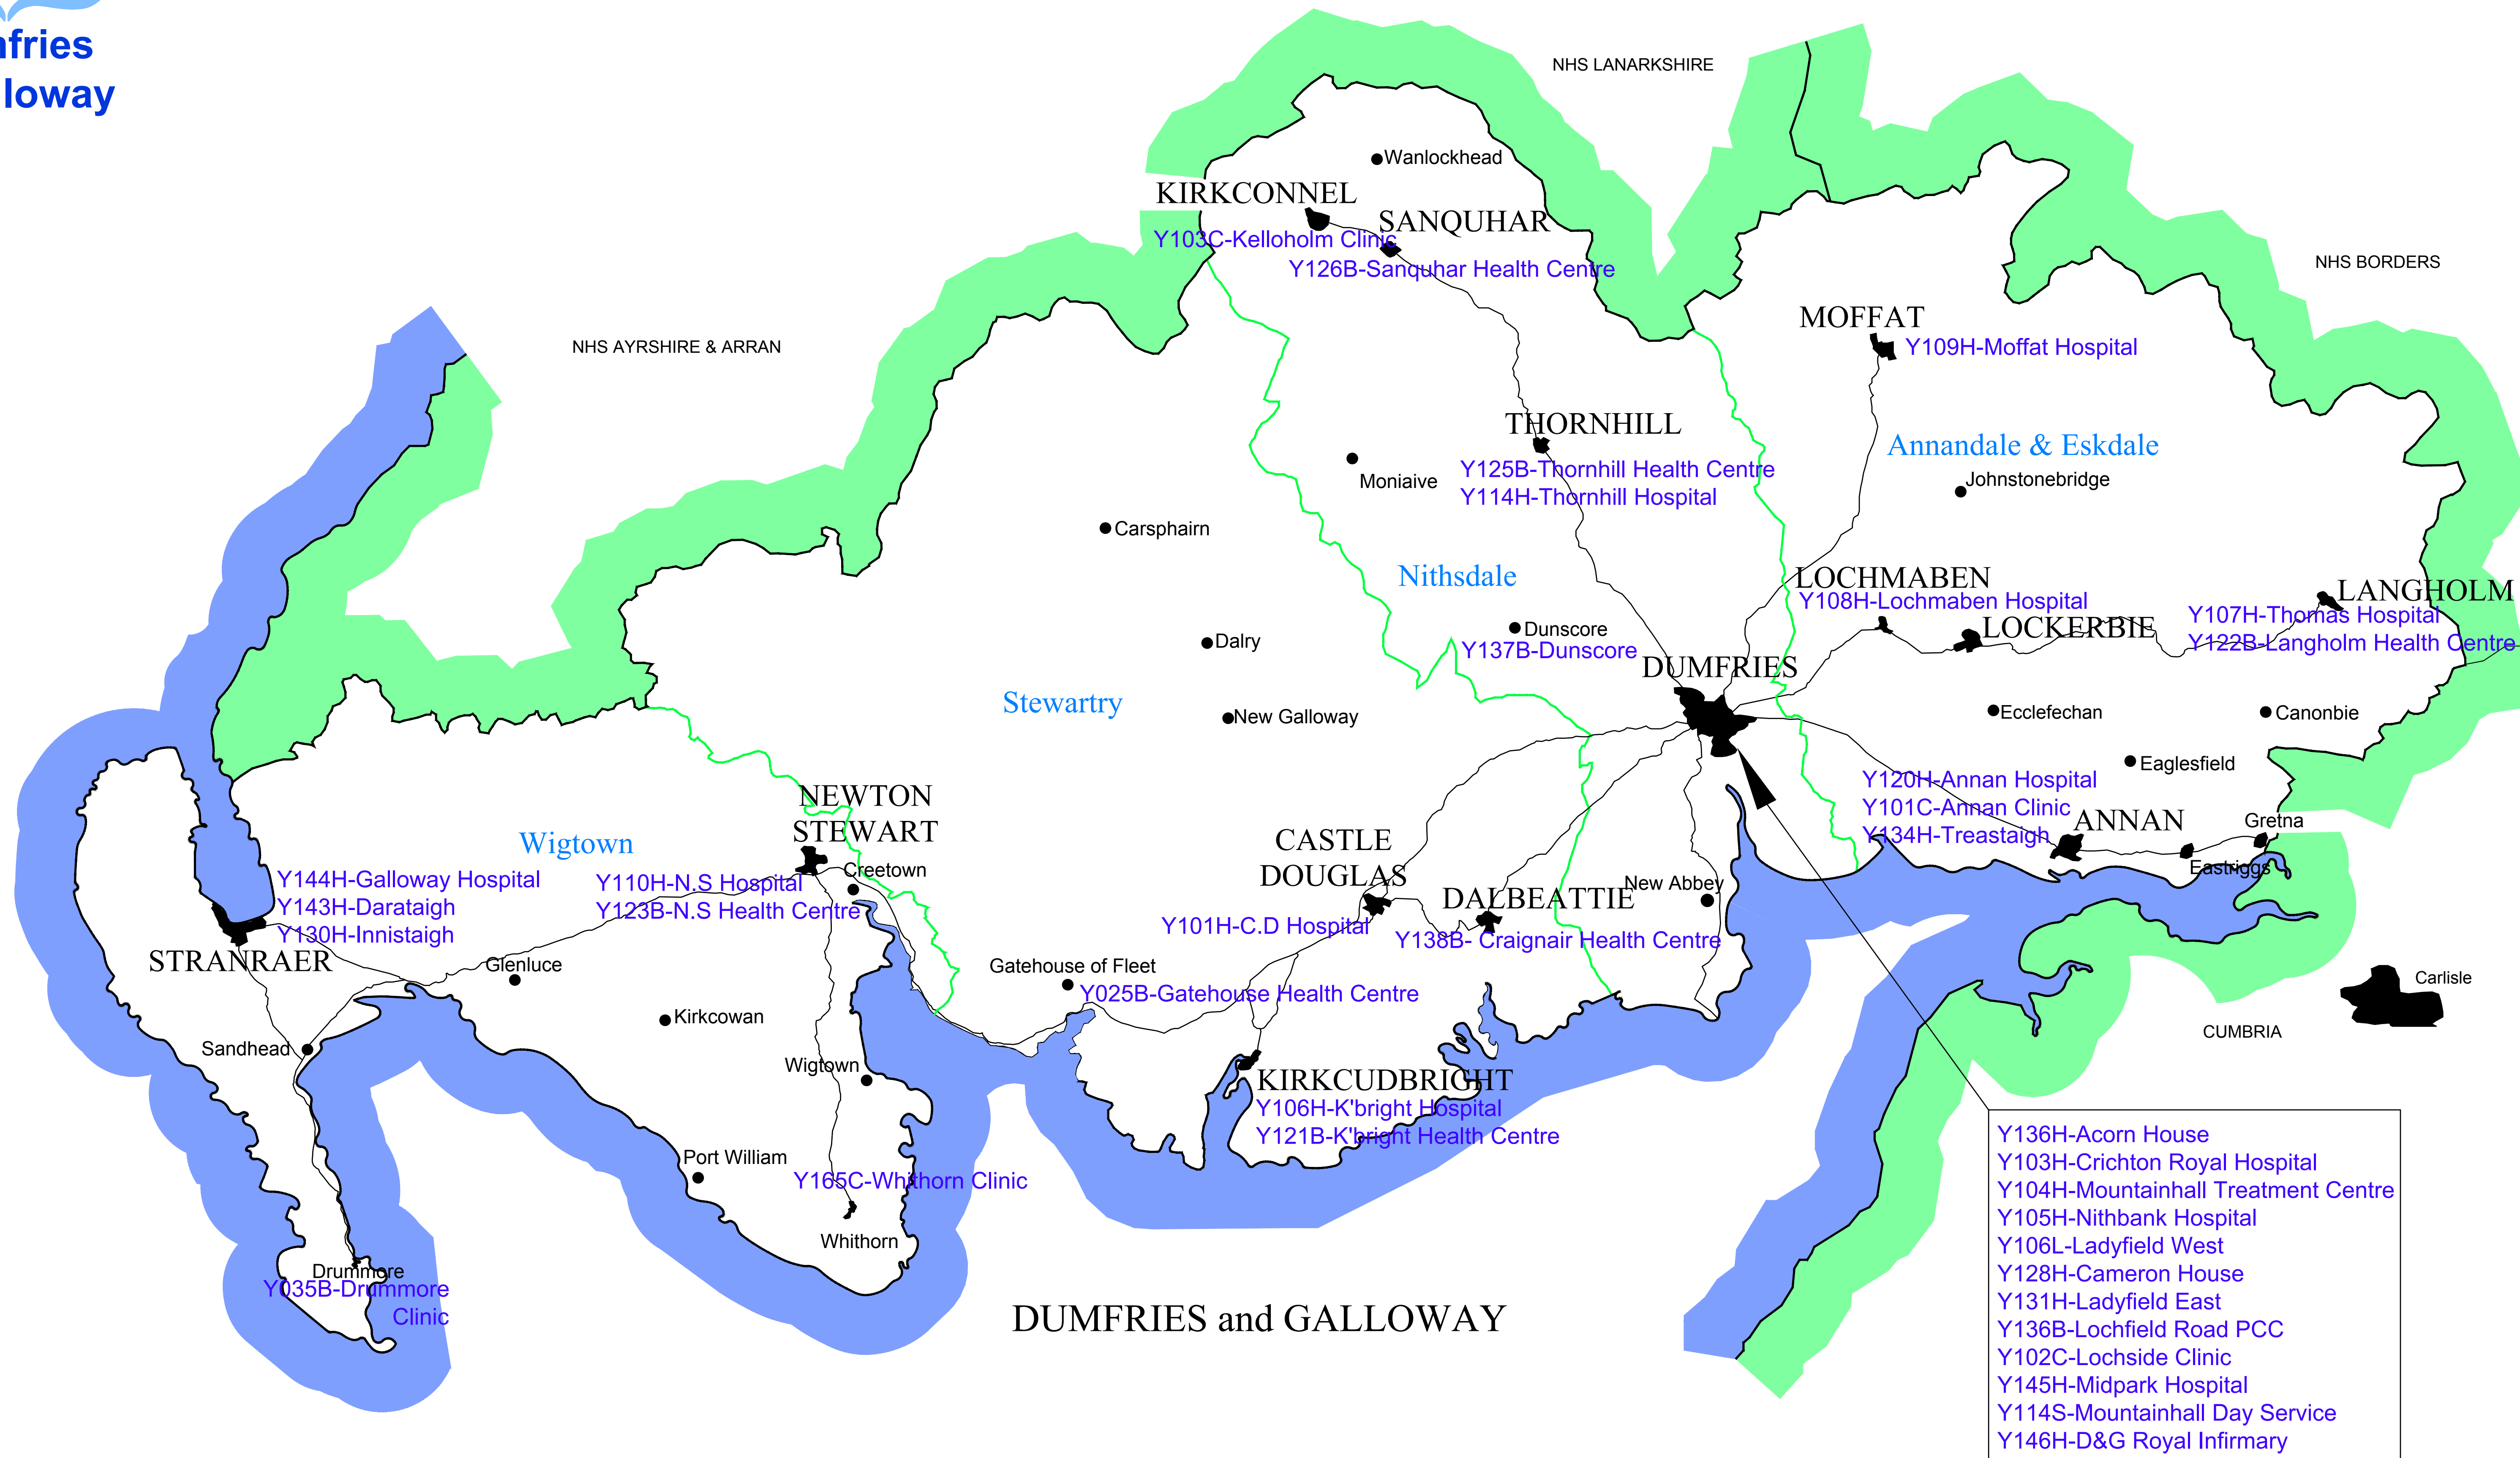 nfries
lloway
NHS LANARKSHIRE
Wanlockhead
KIRKCONNEL
SANQUHAR
Y103C-Kelloholm Clinic
Y126B-Sanquhar Health Centre
NHS BORDERS
MOFFAT
Y109H-Moffat Hospital
NHS AYRSHIRE & ARRAN
THORNHILL
Annandale & Eskdale
Y125B-Thornhill Health Centre
Y114H-Thornhill Hospital
Moniaive
Johnstonebridge
Carsphairn
Nithsdale
LOCHMABEN
Y108H-Lochmaben Hospital
LANGHOLM
Y107H-Thomas Hospital
Y122B-Langholm Health Centre
LOCKERBIE
Dunscore
Y137B-Dunscore
Dalry
DUMFRIES
Stewartry
New Galloway
Ecclefechan
Canonbie
Eaglesfield
Y120H-Annan Hospital
Y101C-Annan Clinic
Y134H-Treastaigh
ANNAN
Gretna
Eastriggs
NEWTON
STEWART
Wigtown
Creetown
CASTLE
DOUGLAS
Y144H-Galloway Hospital
Y143H-Darataigh
Y130H-Innistaigh
Y110H-N.S Hospital
Y123B-N.S Health Centre
New Abbey
DALBEATTIE
Y101H-C.D Hospital
Y138B- Craignair Health Centre
STRANRAER
Glenluce
Gatehouse of Fleet
Y025B-Gatehouse Health Centre
Carlisle
Kirkcowan
CUMBRIA
Sandhead
Wigtown
KIRKCUDBRIGHT
Y106H-K'bright Hospital
Y121B-K'bright Health Centre
Port William
Y165C-Whithorn Clinic
Whithorn
Drummore
Y035B-Drummore
Clinic
DUMFRIES and GALLOWAY
Y136H-Acorn House
Y103H-Crichton Royal Hospital
Y104H-Mountainhall Treatment Centre
Y105H-Nithbank Hospital
Y106L-Ladyfield West
Y128H-Cameron House
Y131H-Ladyfield East
Y136B-Lochfield Road PCC
Y102C-Lochside Clinic
Y145H-Midpark Hospital
Y114S-Mountainhall Day Service
Y146H-D&G Royal Infirmary